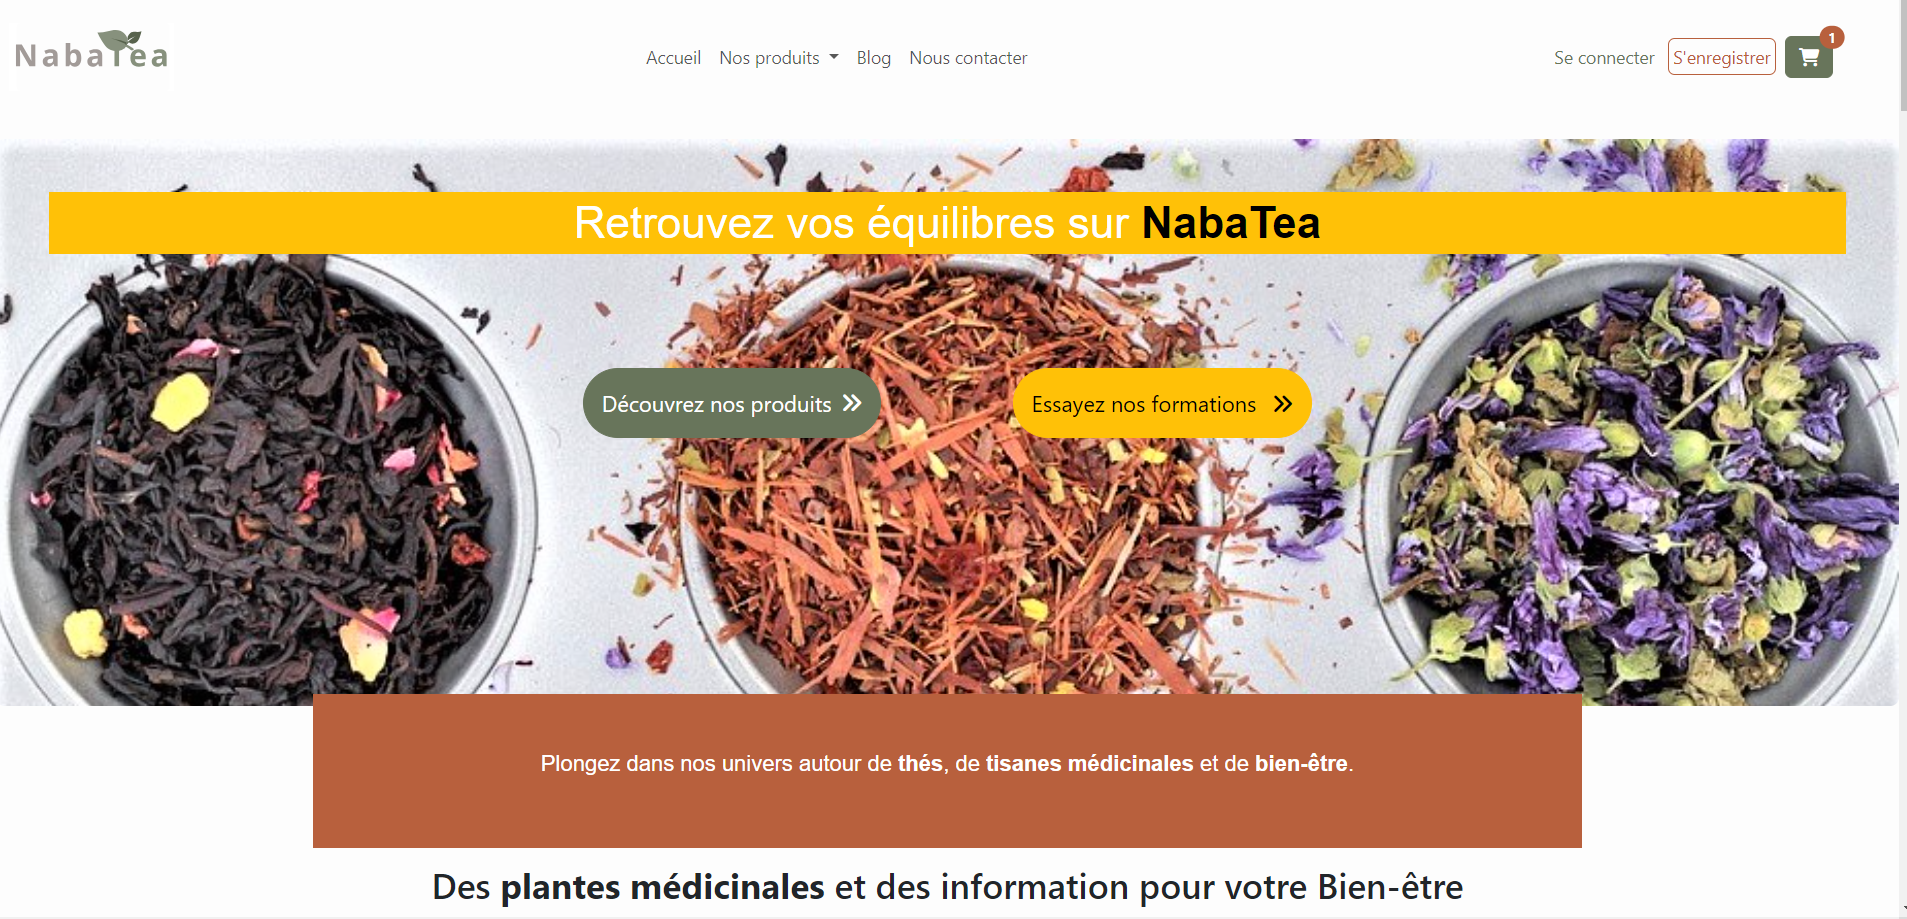 NabaTea
Accueil Nos produits Blog Nous contacter
Se connecter S'enregistrer 1
Retrouvez vos équilibres sur NabaTea
Découvrez nos produits
Essayez nos formations
Plongez dans nos univers autour de thés, de tisanes médicinales et de bien-être.
Des plantes médicinales et des information pour votre Bien-être